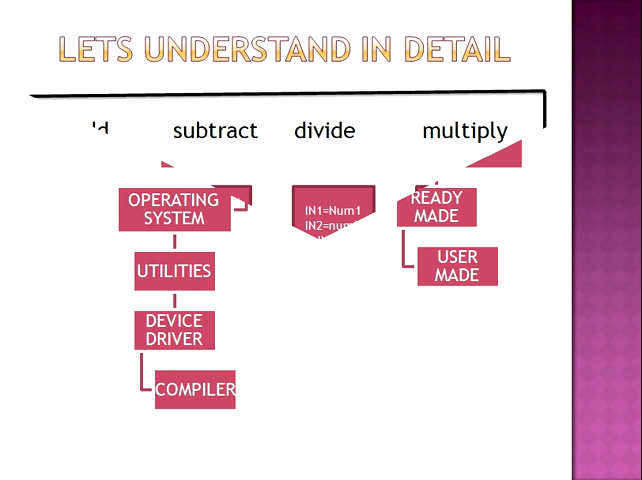 LETS UNDERSTAND IN DETAIL
subtract divide multiply
OPERATING
SYSTEM
UTILITIES
DEVICE
DRIVER
COMPILER
IN1=Num1
READY
MADE
USER
MADE